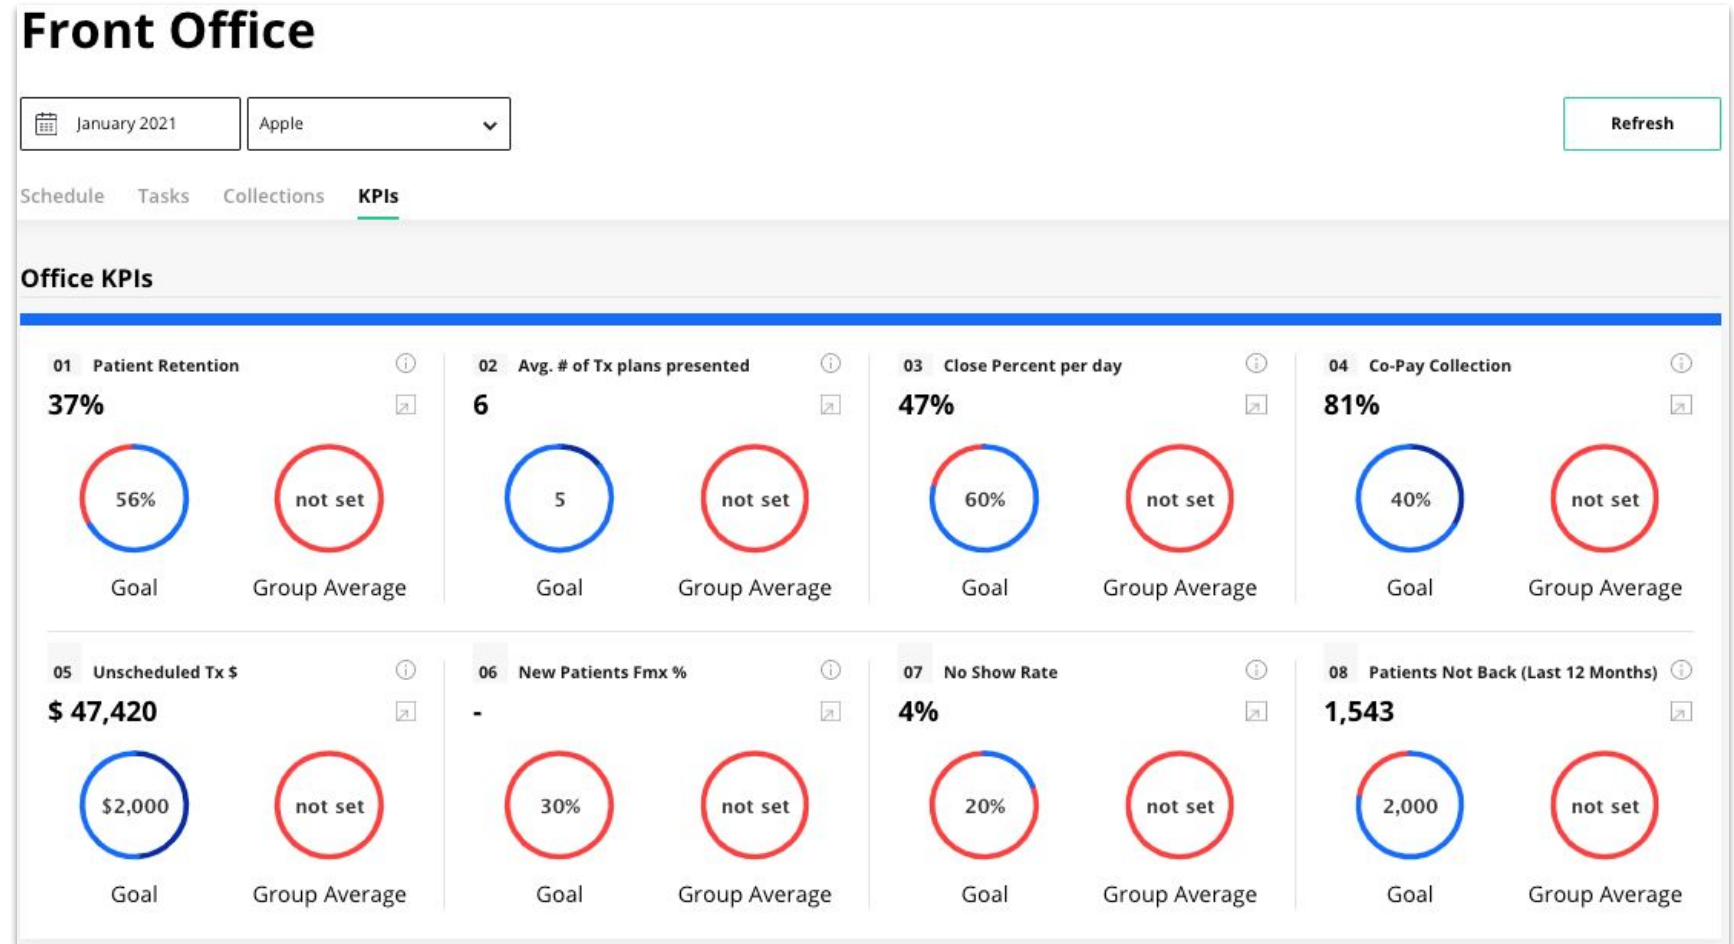 Front Office
January 2021 Apple Refresh
Schedule Tasks Collections KPIs
Office KPIs
01 Patient Retention
37%
56% not set
Goal Group Average
02 Avg. # of Tx plans presented
6
5 not set
Goal Group Average
03 Close Percent per day
47%
60% not set
Goal Group Average
04 Co-Pay Collection
81%
40% not set
Goal Group Average
05 Unscheduled Tx $
$ 47,420
$2,000 not set
Goal Group Average
06 New Patients Fmx %
-
30% not set
Goal Group Average
07 No Show Rate
4%
20% not set
Goal Group Average
08 Patients Not Back (Last 12 Months)
1,543
2,000 not set
Goal Group Average